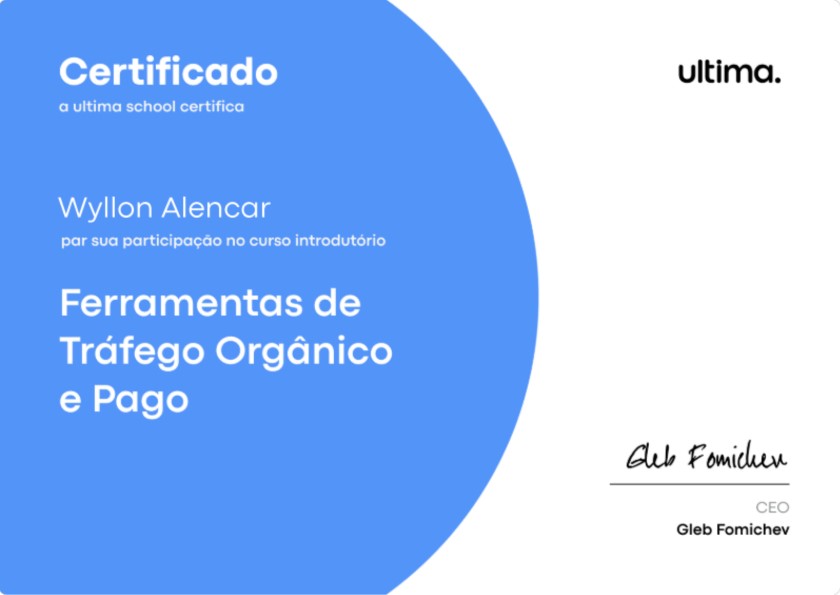 Certificado
a ultima school certifica
ultima.
Wyllon Alencar
par sua participação no curso introdutório
Ferramentas de
Tráfego Orgânico
e Pago
Gleb Fomichev
CEO
Gleb Fomichev